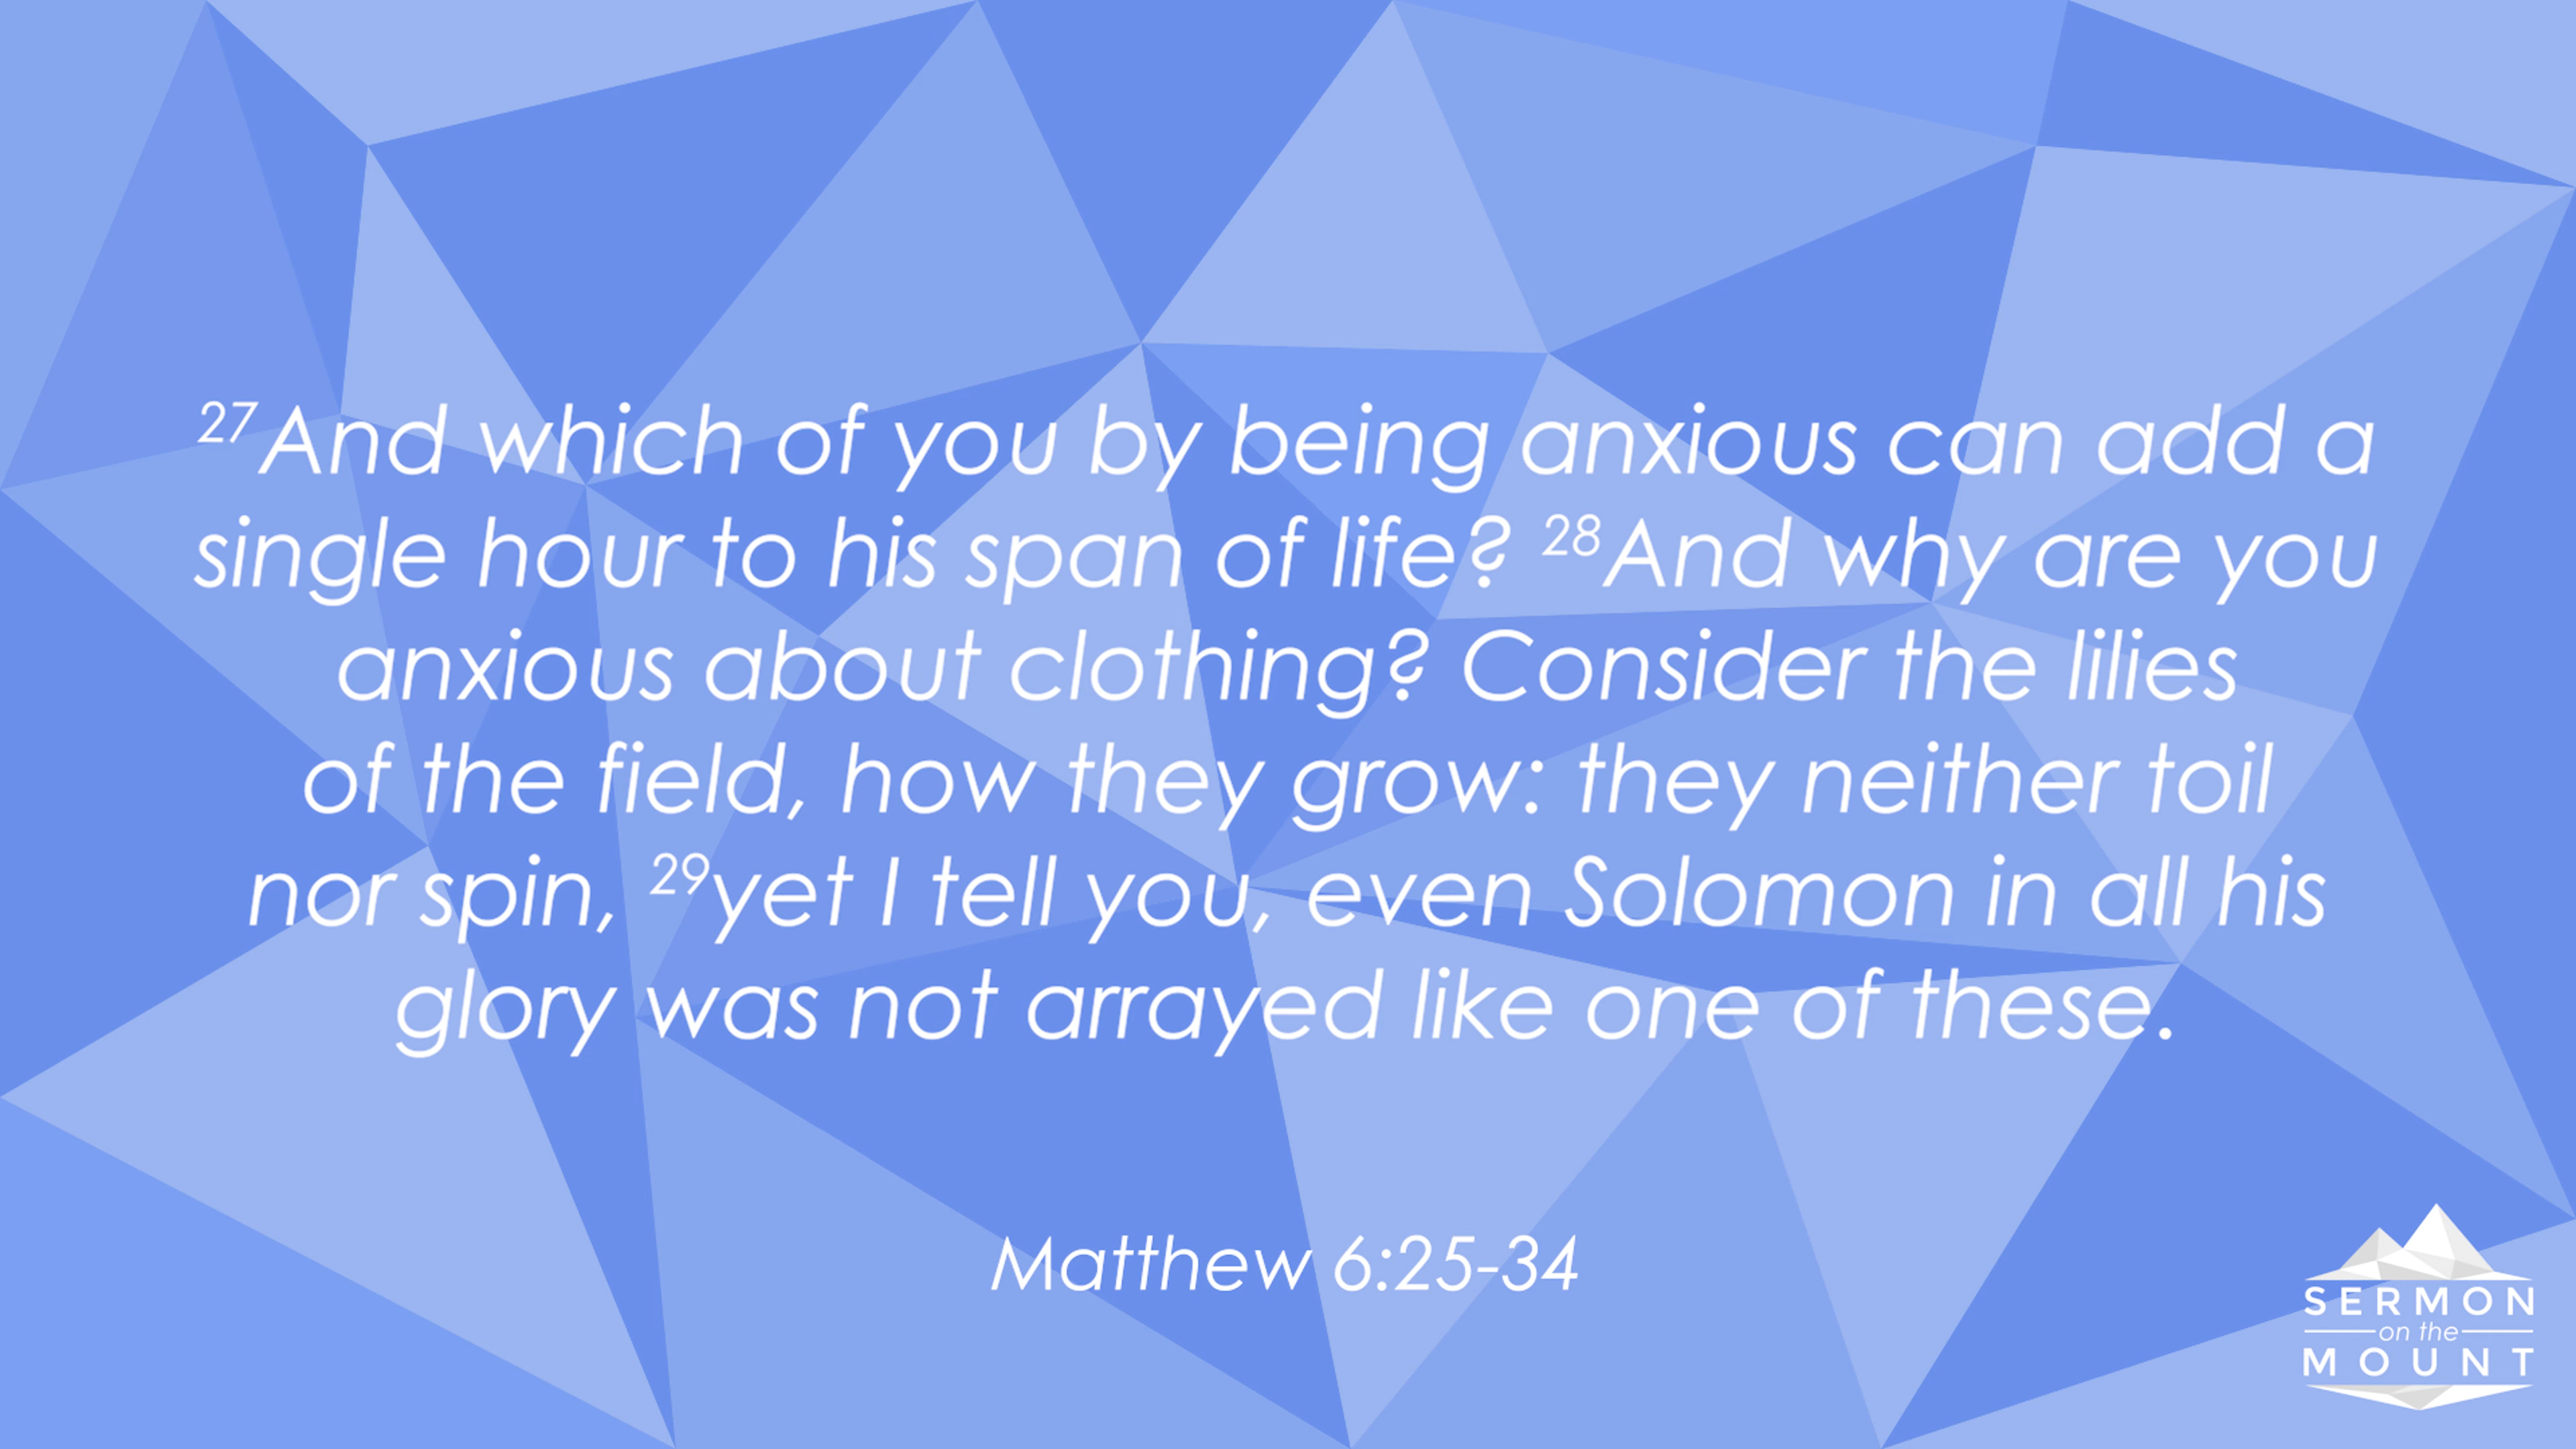 27And which of you by being anxious can add a
single hour to his span of life? 28And why are you
anxious about clothing? Consider the lilies
of the field, how they grow: they neither toil
nor spin, 29yet I tell you, even Solomon in all his
glory was not arrayed like one of these.
Matthew 6:25-34
SERMON
on the
MOUNT